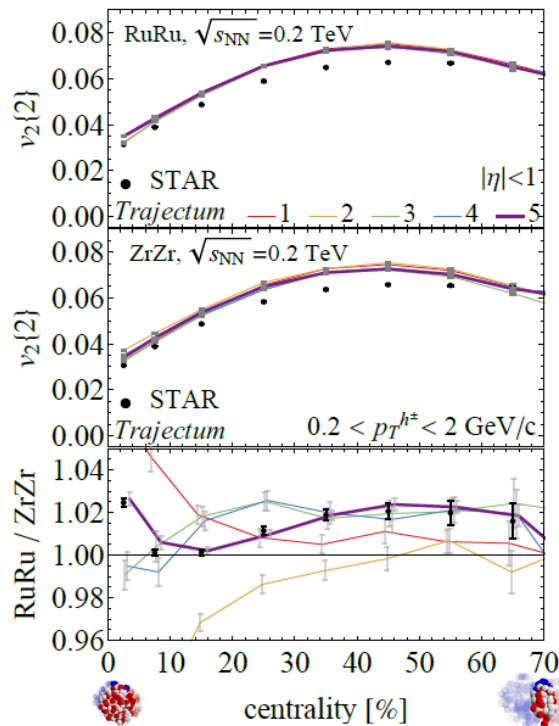 RuRu, √sNN =0.2 TeV
0.08
0.06
v2{2}
0.04
0.02
STAR
|η|<1
0.00
Trajectum 1 2 3 4 5
ZrZr, √sNN =0.2 TeV
0.08
0.06
v2{2}
0.04
0.02
STAR
0.00
Trajectum 0.2 < pT h± < 2 GeV/c
1.04
1.02
RuRu / ZrZr
1.00
0.98
0.96
0 10 20 30 40 50 60 70
centrality [%]